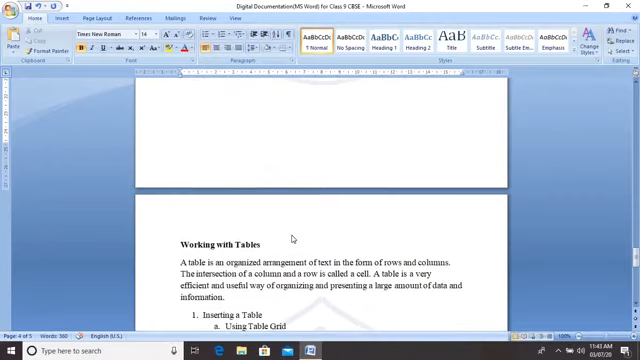 Digital Documentation(MS Word) for Class 9 CBSE - Microsoft Word
Home Insert Page Layout References Mailings Review View
Cut
Copy
Format Painter
Paste
Times New Roman 14
AaBbCcDc AaBbCcDc AaBbC AaBbCc AaB AaBbCc. AaBbCcDc AaBbCcDc
¶ Normal No Spacing Heading 1 Heading 2 Title Subtitle Subtle Em... Emphasis
Change Styles
Find
Replace
Select
Clipboard Font Paragraph Styles Editing
Working with Tables
A table is an organized arrangement of text in the form of rows and columns.
The intersection of a column and a row is called a cell. A table is a very
efficient and useful way of organizing and presenting a large amount of data and
information.
1. Inserting a Table
a. Using Table Grid
Page: 4 of 5 Words: 360 English (U.S.) 100%
Type here to search
11:43 AM
03/07/20